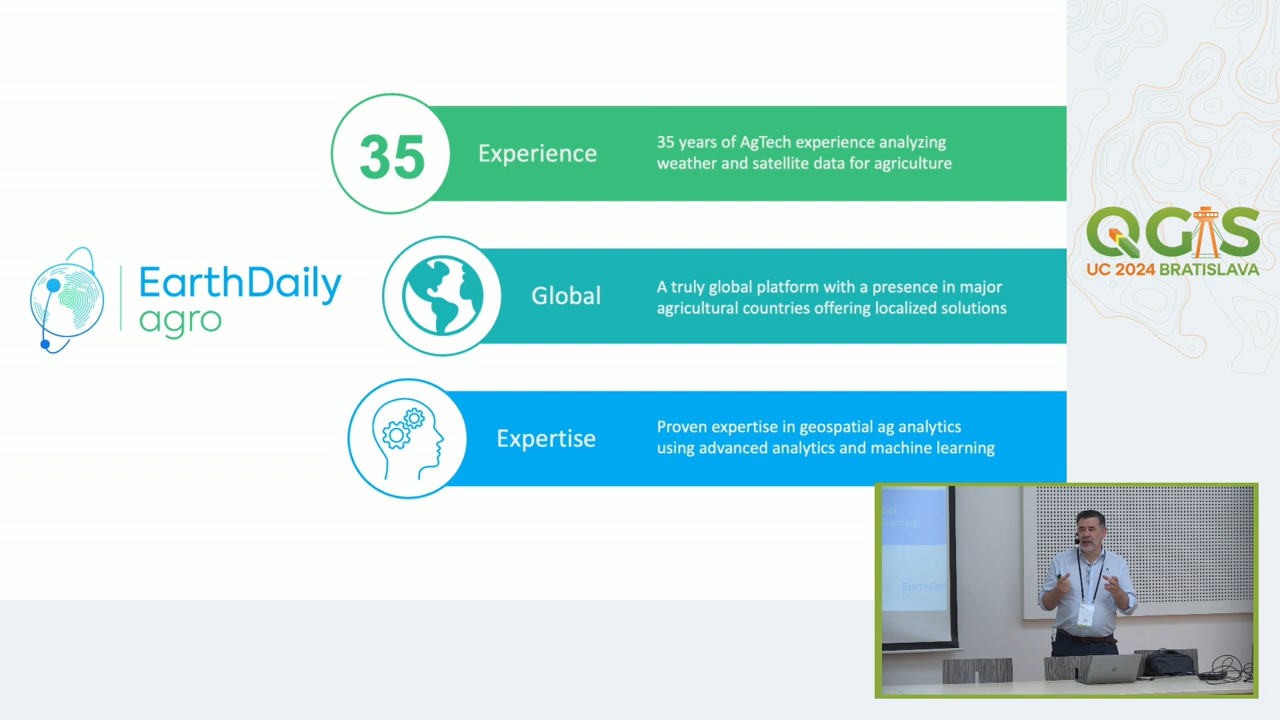 35
Experience
35 years of AgTech experience analyzing
weather and satellite data for agriculture
EarthDaily
agro
Global
A truly global platform with a presence in major
agricultural countries offering localized solutions
Expertise
Proven expertise in geospatial ag analytics
using advanced analytics and machine learning
QGIS
UC 2024 BRATISLAVA